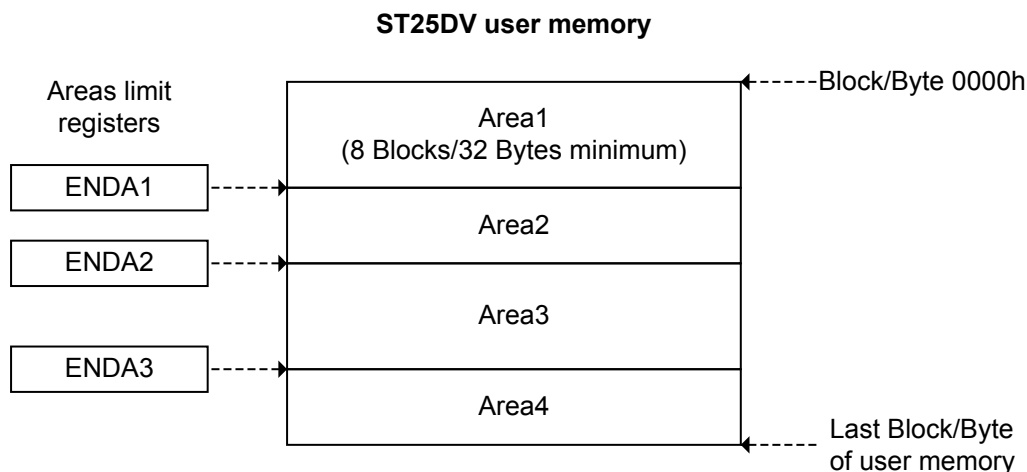 ST25DV user memory
Areas limit
registers
Block/Byte 0000h
Area1
(8 Blocks/32 Bytes minimum)
ENDA1
Area2
ENDA2
Area3
ENDA3
Area4
Last Block/Byte
of user memory